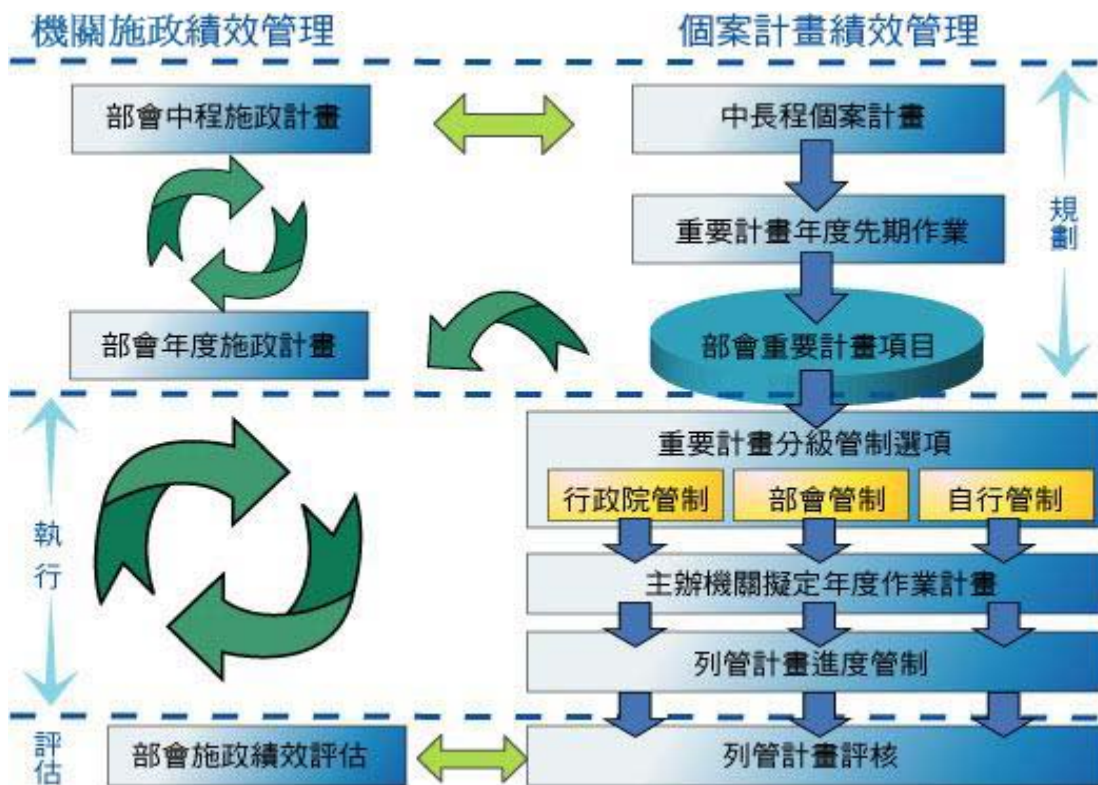 機關施政績效管理
個案計畫績效管理
部會中程施政計畫
中長程個案計畫
重要計畫年度先期作業
規劃
部會年度施政計畫
部會重要計畫項目
重要計畫分級管制選項
行政院管制
部會管制
自行管制
執行
主辦機關擬定年度作業計畫
列管計畫進度管制
評估
部會施政績效評估
列管計畫評核